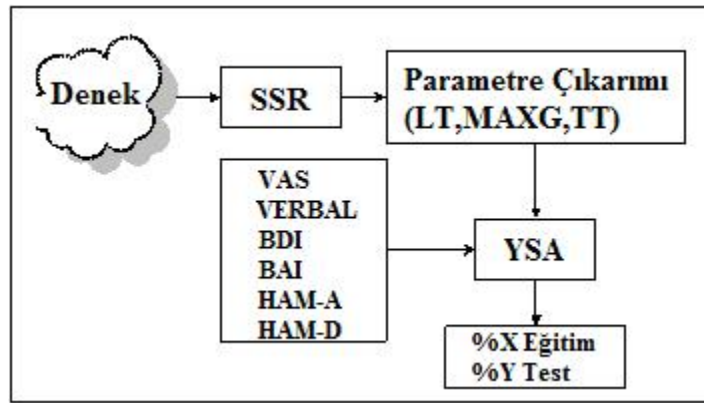 Denek
SSR
Parametre Çıkarımı
(LT,MAXG,TT)
VAS
VERBAL
BDI
BAI
HAM-A
HAM-D
YSA
%X Eğitim
%Y Test